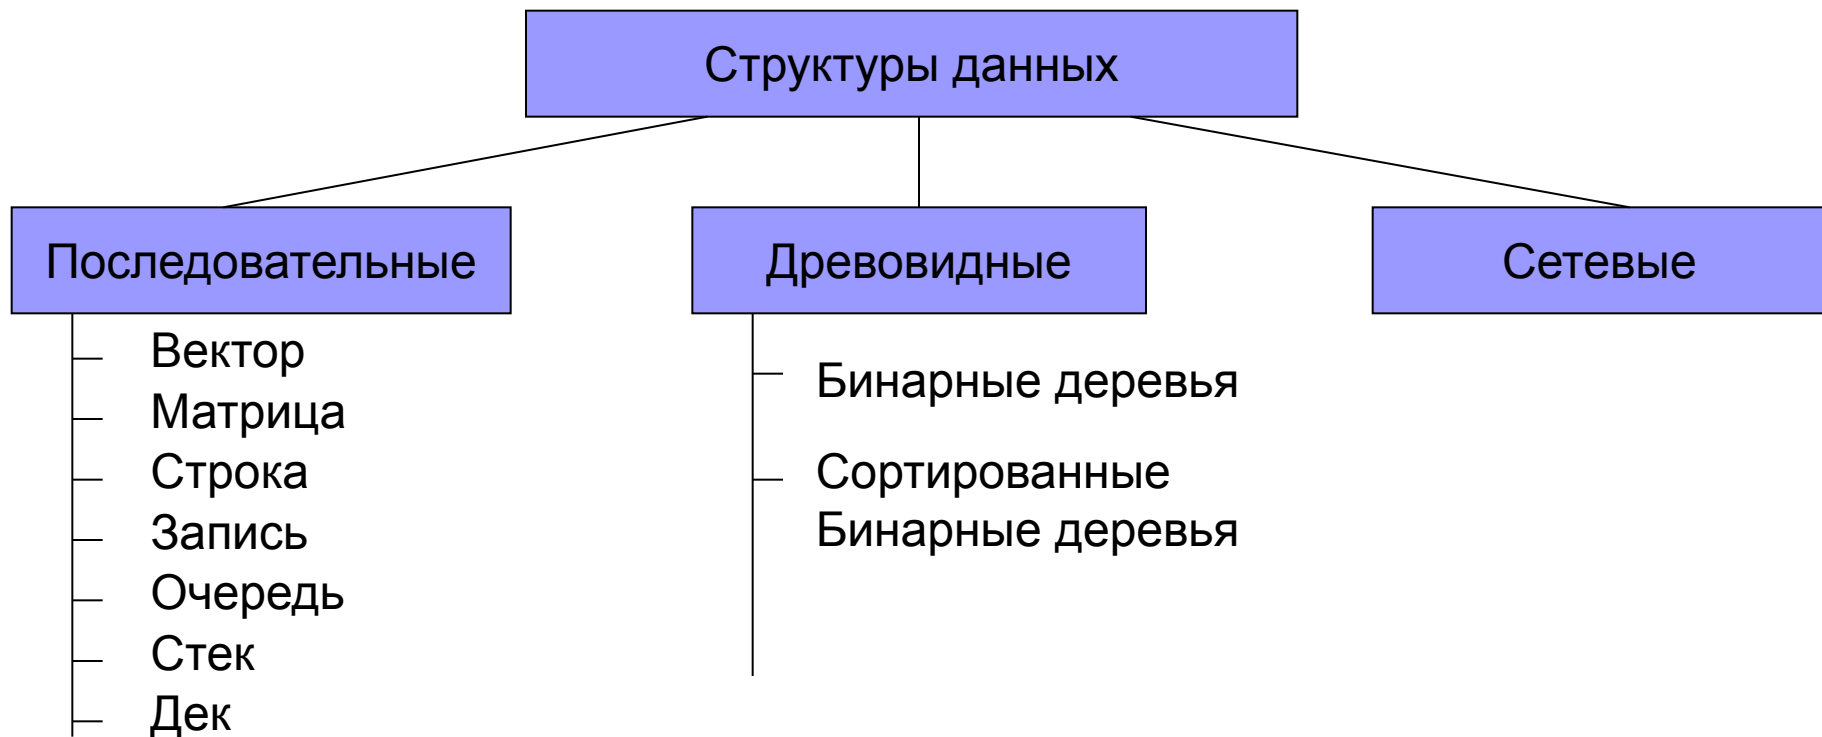 Структуры данных
Последовательные
Древовидные
Сетевые
Вектор
Матрица
Строка
Запись
Очередь
Стек
Дек
Бинарные деревья
Сортированные
Бинарные деревья